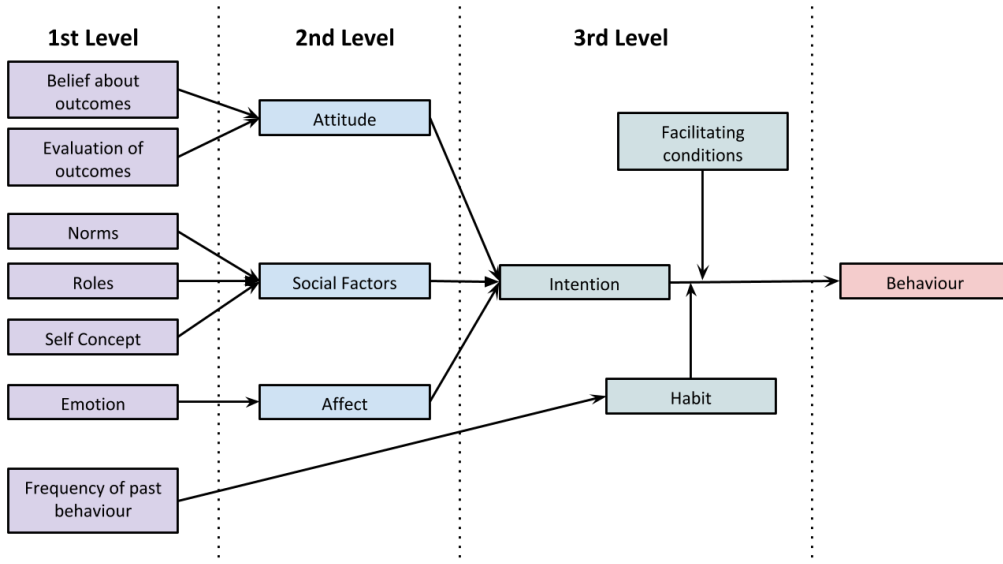 1st Level
2nd Level
3rd Level
Belief about
outcomes
Evaluation of
outcomes
Norms
Roles
Self Concept
Emotion
Frequency of past
behaviour
Attitude
Social Factors
Affect
Facilitating
conditions
Intention
Habit
Behaviour